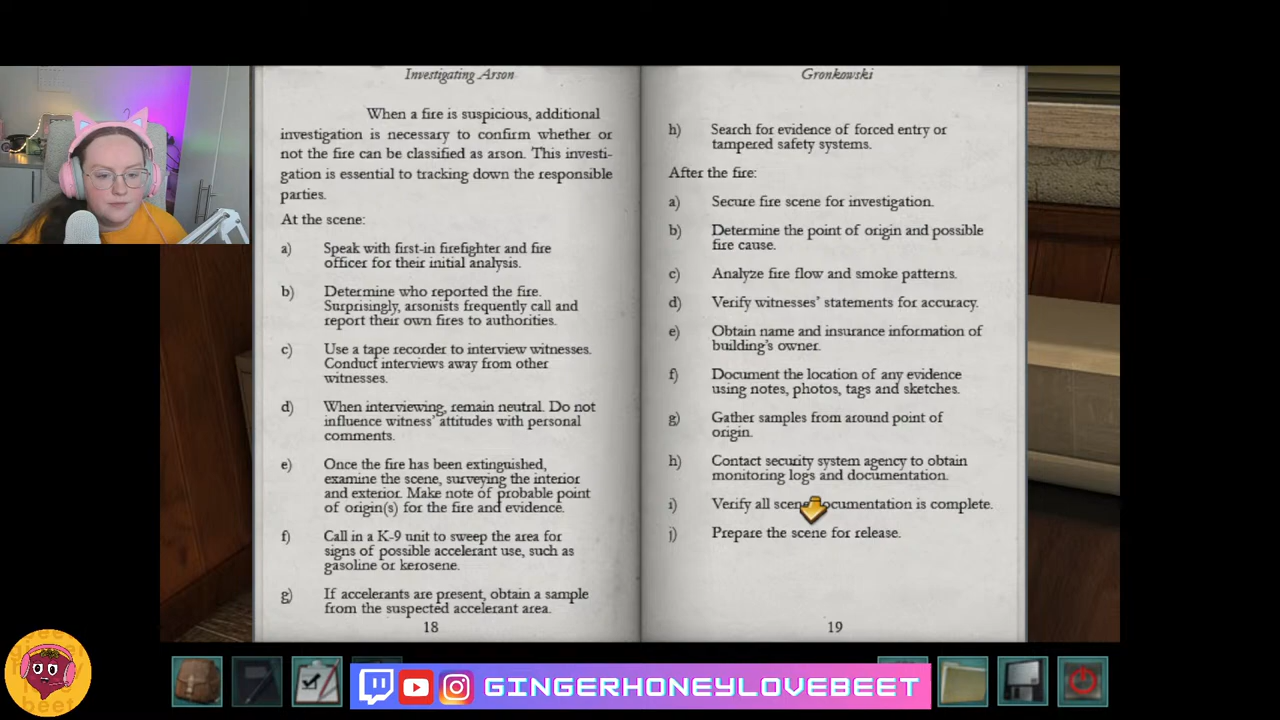 Investigating Arson
When a fire is suspicious, additional
investigation is necessary to confirm whether or
not the fire can be classified as arson. This investi-
gation is essential to tracking down the responsible
parties.
At the scene:
a) Speak with first-in firefighter and fire
officer for their initial analysis.
b) Determine who reported the fire.
Surprisingly, arsonists frequently call and
report their own fires to authorities.
c) Use a tape recorder to interview witnesses.
Conduct interviews away from other
witnesses.
d) When interviewing, remain neutral. Do not
influence witness' attitudes with personal
comments.
e) Once the fire has been extinguished,
examine the scene, surveying the interior
and exterior. Make note of probable point
of origin(s) for the fire and evidence.
f) Call in a K-9 unit to sweep the area for
signs of possible accelerant use, such as
gasoline or kerosene.
g) If accelerants are present, obtain a sample
from the suspected accelerant area.
18
Gronkowski
h) Search for evidence of forced entry or
tampered safety systems.
After the fire:
a) Secure fire scene for investigation.
b) Determine the point of origin and possible
fire cause.
c) Analyze fire flow and smoke patterns.
d) Verify witnesses' statements for accuracy.
e) Obtain name and insurance information of
building's owner.
f) Document the location of any evidence
using notes, photos, tags and sketches.
g) Gather samples from around point of
origin.
h) Contact security system agency to obtain
monitoring logs and documentation.
i) Verify all scene documentation is complete.
j) Prepare the scene for release.
19
GINGERHONEYLOVEBEET
beet